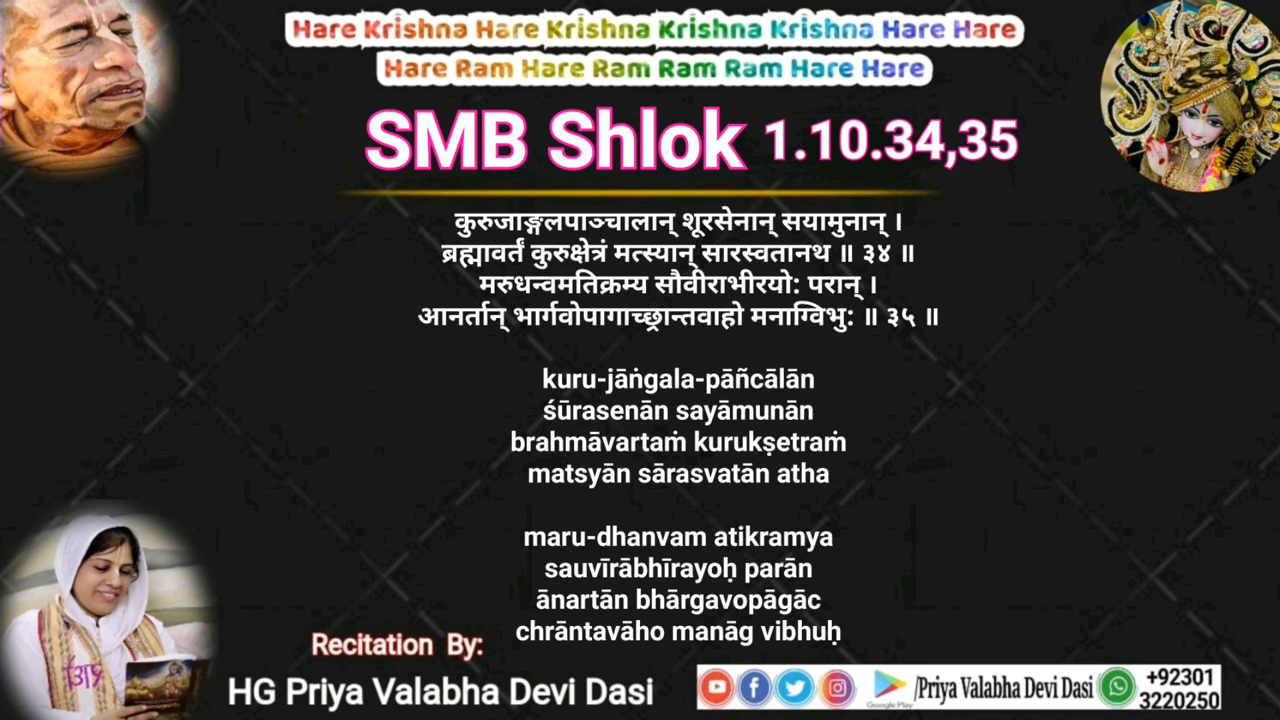 Hare Krishna Hare Krishna Krishna Krishna Hare Hare
Hare Ram Hare Ram Ram Ram Hare Hare
SMB Shlok 1.10.34,35
कुरुजाङ्गलपाञ्चालान् शूरसेनान् सयामुनान् ।
ब्रह्मावर्तं कुरुक्षेत्रं मत्स्यान् सारस्वतानथ ॥ ३४ ॥
मरुधन्वमतिक्रम्य सौवीराभीरयो: परान् ।
आनर्तान् भार्गवोपागाच्छ्रान्तवाहो मनाग्विभु: ॥ ३५ ॥
kuru-jāṅgala-pāñcālān
śūrasenān sayāmunān
brahmāvartaṁ kurukṣetraṁ
matsyān sārasvatān atha
maru-dhanvam atikramya
sauvīrābhīrayoḥ parān
ānartān bhārgavopāgāc
chrāntavāho manāg vibhuḥ
Recitation By:
HG Priya Valabha Devi Dasi
Google Play
/Priya Valabha Devi Dasi
+92301
3220250